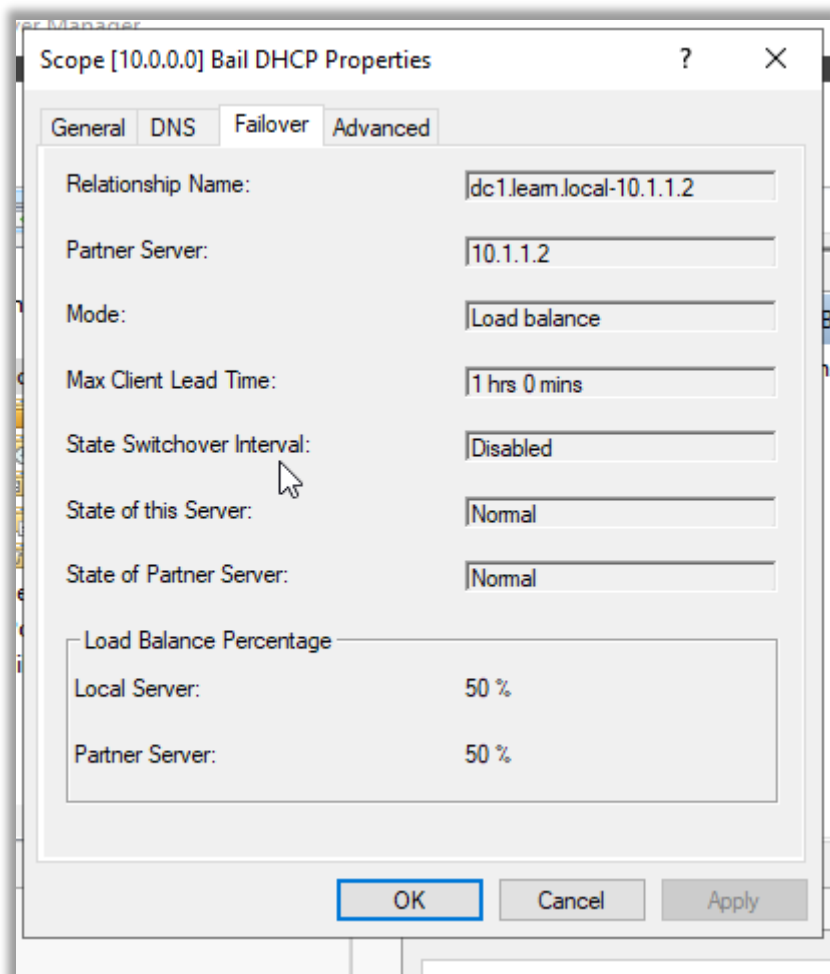 ver Manager
Scope [10.0.0.0] Bail DHCP Properties ?
General DNS Failover Advanced
Relationship Name: dc1.learn.local-10.1.1.2
Partner Server: 10.1.1.2
Mode: Load balance
Max Client Lead Time: 1 hrs 0 mins
State Switchover Interval: Disabled
State of this Server: Normal
State of Partner Server: Normal
Load Balance Percentage
Local Server: 50 %
Partner Server: 50 %
OK Cancel Apply